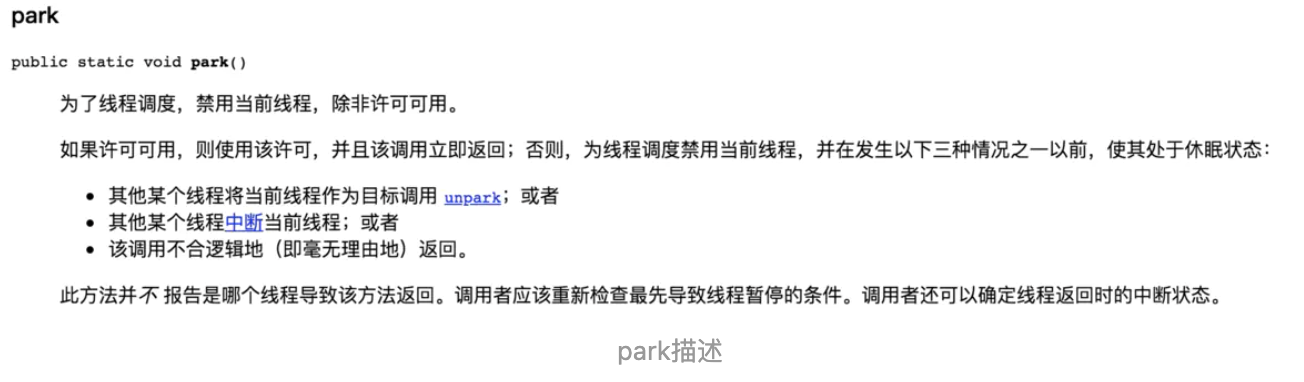 park
public static void park()
为了线程调度，禁用当前线程，除非许可可用。
如果许可可用，则使用该许可，并且该调用立即返回；否则，为线程调度禁用当前线程，并在发生以下三种情况之一以前，使其处于休眠状态：
• 其他某个线程将当前线程作为目标调用 unpark；或者
• 其他某个线程中断当前线程；或者
• 该调用不合逻辑地（即毫无理由地）返回。
此方法并不 报告是哪个线程导致该方法返回。调用者应该重新检查最先导致线程暂停的条件。调用者还可以确定线程返回时的中断状态。
park描述